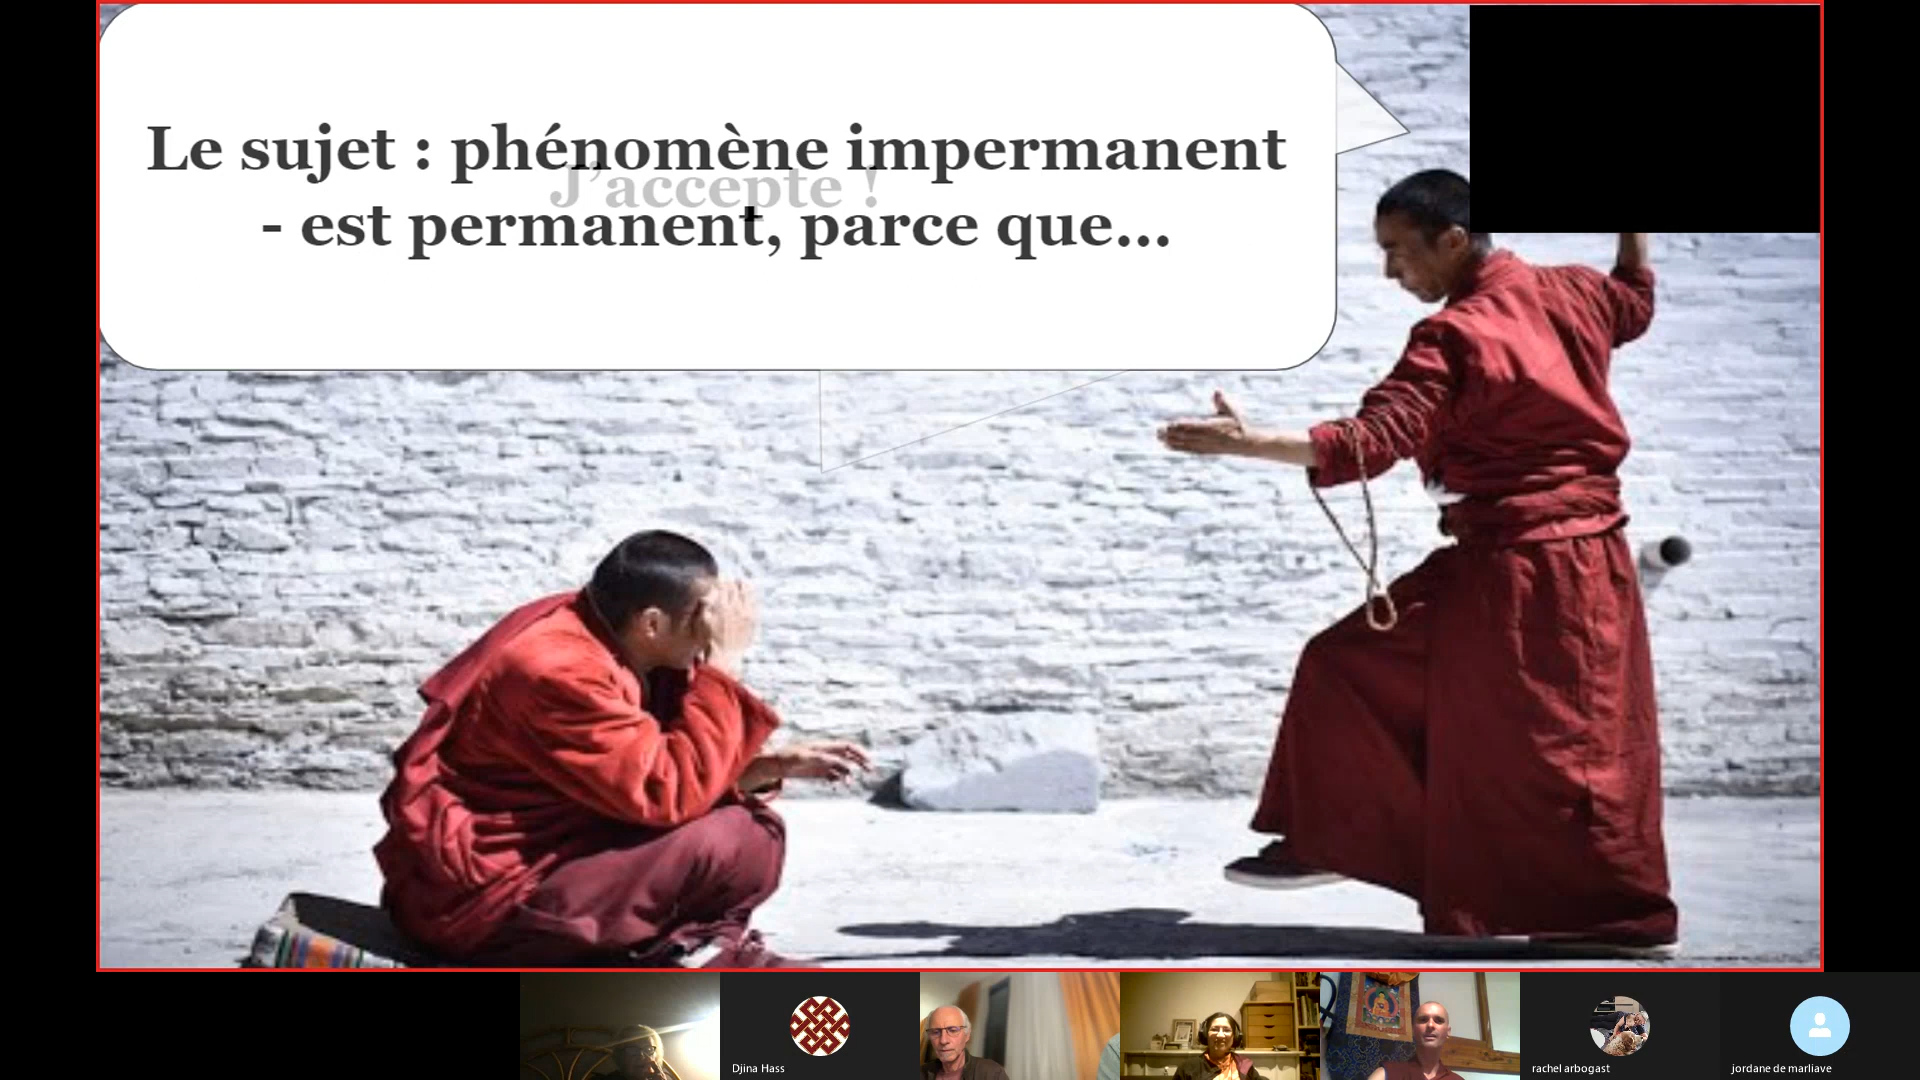 Le sujet : phénomène impermanent
J'accepte !
- est permanent, parce que...
Djina Hass
rachel arbogast
jordane de marliave